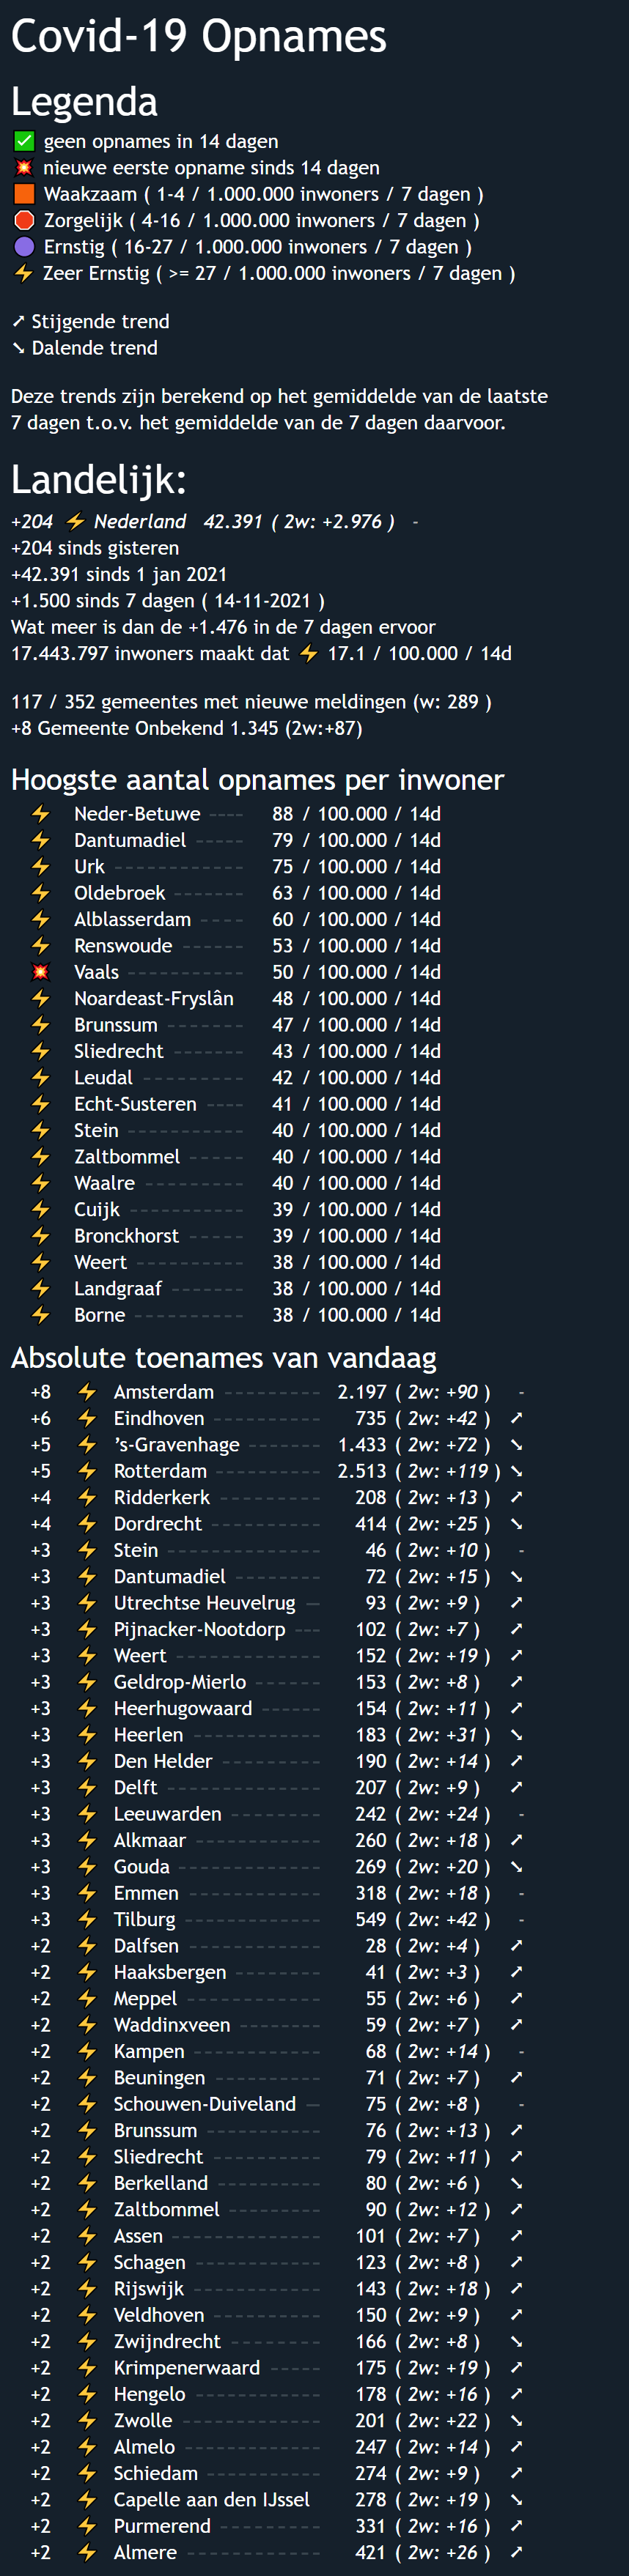 Covid-19 Opnames
Legenda
✅ geen opnames in 14 dagen
💥 nieuwe eerste opname sinds 14 dagen
🟧 Waakzaam ( 1-4 / 1.000.000 inwoners / 7 dagen )
🛑 Zorgelijk ( 4-16 / 1.000.000 inwoners / 7 dagen )
🟣 Ernstig ( 16-27 / 1.000.000 inwoners / 7 dagen )
⚡ Zeer Ernstig ( >= 27 / 1.000.000 inwoners / 7 dagen )
➚ Stijgende trend
➘ Dalende trend
Deze trends zijn berekend op het gemiddelde van de laatste
7 dagen t.o.v. het gemiddelde van de 7 dagen daarvoor.
Landelijk:
+204 ⚡ Nederland 42.391 ( 2w: +2.976 ) -
+204 sinds gisteren
+42.391 sinds 1 jan 2021
+1.500 sinds 7 dagen ( 14-11-2021 )
Wat meer is dan de +1.476 in de 7 dagen ervoor
17.443.797 inwoners maakt dat ⚡ 17.1 / 100.000 / 14d
117 / 352 gemeentes met nieuwe meldingen (w: 289 )
+8 Gemeente Onbekend 1.345 (2w:+87)
Hoogste aantal opnames per inwoner
⚡ Neder-Betuwe ---- 88 / 100.000 / 14d
⚡ Dantumadiel ----- 79 / 100.000 / 14d
⚡ Urk ------------ 75 / 100.000 / 14d
⚡ Oldebroek ------- 63 / 100.000 / 14d
⚡ Alblasserdam ---- 60 / 100.000 / 14d
⚡ Renswoude ------ 53 / 100.000 / 14d
💥 Vaals ----------- 50 / 100.000 / 14d
⚡ Noardeast-Fryslân 48 / 100.000 / 14d
⚡ Brunssum ------- 47 / 100.000 / 14d
⚡ Sliedrecht ------- 43 / 100.000 / 14d
⚡ Leudal ---------- 42 / 100.000 / 14d
⚡ Echt-Susteren ---- 41 / 100.000 / 14d
⚡ Stein ----------- 40 / 100.000 / 14d
⚡ Zaltbommel ------ 40 / 100.000 / 14d
⚡ Waalre ---------- 40 / 100.000 / 14d
⚡ Cuijk ----------- 39 / 100.000 / 14d
⚡ Bronckhorst ----- 39 / 100.000 / 14d
⚡ Weert ----------- 38 / 100.000 / 14d
⚡ Landgraaf ------- 38 / 100.000 / 14d
⚡ Borne ---------- 38 / 100.000 / 14d
Absolute toenames van vandaag
+8 ⚡ Amsterdam --------- 2.197 ( 2w: +90 ) -
+6 ⚡ Eindhoven ---------- 735 ( 2w: +42 ) ➚
+5 ⚡ 's-Gravenhage ------- 1.433 ( 2w: +72 ) ➘
+5 ⚡ Rotterdam ---------- 2.513 ( 2w: +119 ) ➘
+4 ⚡ Ridderkerk ---------- 208 ( 2w: +13 ) ➚
+4 ⚡ Dordrecht ---------- 414 ( 2w: +25 ) ➘
+3 ⚡ Stein -------------- 46 ( 2w: +10 ) -
+3 ⚡ Dantumadiel -------- 72 ( 2w: +15 ) ➘
+3 ⚡ Utrechtse Heuvelrug - 93 ( 2w: +9 ) ➚
+3 ⚡ Pijnacker-Nootdorp --- 102 ( 2w: +7 ) ➚
+3 ⚡ Weert ------------- 152 ( 2w: +19 ) ➚
+3 ⚡ Geldrop-Mierlo ------ 153 ( 2w: +8 ) ➚
+3 ⚡ Heerhugowaard ------ 154 ( 2w: +11 ) ➚
+3 ⚡ Heerlen ------------ 183 ( 2w: +31 ) ➘
+3 ⚡ Den Helder --------- 190 ( 2w: +14 ) ➚
+3 ⚡ Delft -------------- 207 ( 2w: +9 ) ➚
+3 ⚡ Leeuwarden -------- 242 ( 2w: +24 ) -
+3 ⚡ Alkmaar ------------ 260 ( 2w: +18 ) ➚
+3 ⚡ Gouda ------------- 269 ( 2w: +20 ) ➘
+3 ⚡ Emmen ------------ 318 ( 2w: +18 ) -
+3 ⚡ Tilburg ------------ 549 ( 2w: +42 ) -
+2 ⚡ Dalfsen ------------ 28 ( 2w: +4 ) ➚
+2 ⚡ Haaksbergen -------- 41 ( 2w: +3 ) ➚
+2 ⚡ Meppel ------------ 55 ( 2w: +6 ) ➚
+2 ⚡ Waddinxveen ------- 59 ( 2w: +7 ) ➚
+2 ⚡ Kampen ----------- 68 ( 2w: +14 ) -
+2 ⚡ Beuningen ---------- 71 ( 2w: +7 ) ➚
+2 ⚡ Schouwen-Duiveland - 75 ( 2w: +8 ) -
+2 ⚡ Brunssum ---------- 76 ( 2w: +13 ) ➚
+2 ⚡ Sliedrecht ---------- 79 ( 2w: +11 ) ➚
+2 ⚡ Berkelland ---------- 80 ( 2w: +6 ) ➘
+2 ⚡ Zaltbommel --------- 90 ( 2w: +12 ) ➚
+2 ⚡ Assen ------------- 101 ( 2w: +7 ) ➚
+2 ⚡ Schagen ----------- 123 ( 2w: +8 ) ➚
+2 ⚡ Rijswijk ------------ 143 ( 2w: +18 ) ➚
+2 ⚡ Veldhoven ---------- 150 ( 2w: +9 ) ➚
+2 ⚡ Zwijndrecht --------- 166 ( 2w: +8 ) ➘
+2 ⚡ Krimpenerwaard ----- 175 ( 2w: +19 ) ➚
+2 ⚡ Hengelo ----------- 178 ( 2w: +16 ) ➚
+2 ⚡ Zwolle ------------ 201 ( 2w: +22 ) ➘
+2 ⚡ Almelo ------------ 247 ( 2w: +14 ) ➚
+2 ⚡ Schiedam ---------- 274 ( 2w: +9 ) ➚
+2 ⚡ Capelle aan den IJssel 278 ( 2w: +19 ) ➘
+2 ⚡ Purmerend --------- 331 ( 2w: +16 ) ➚
+2 ⚡ Almere ------------ 421 ( 2w: +26 ) ➚